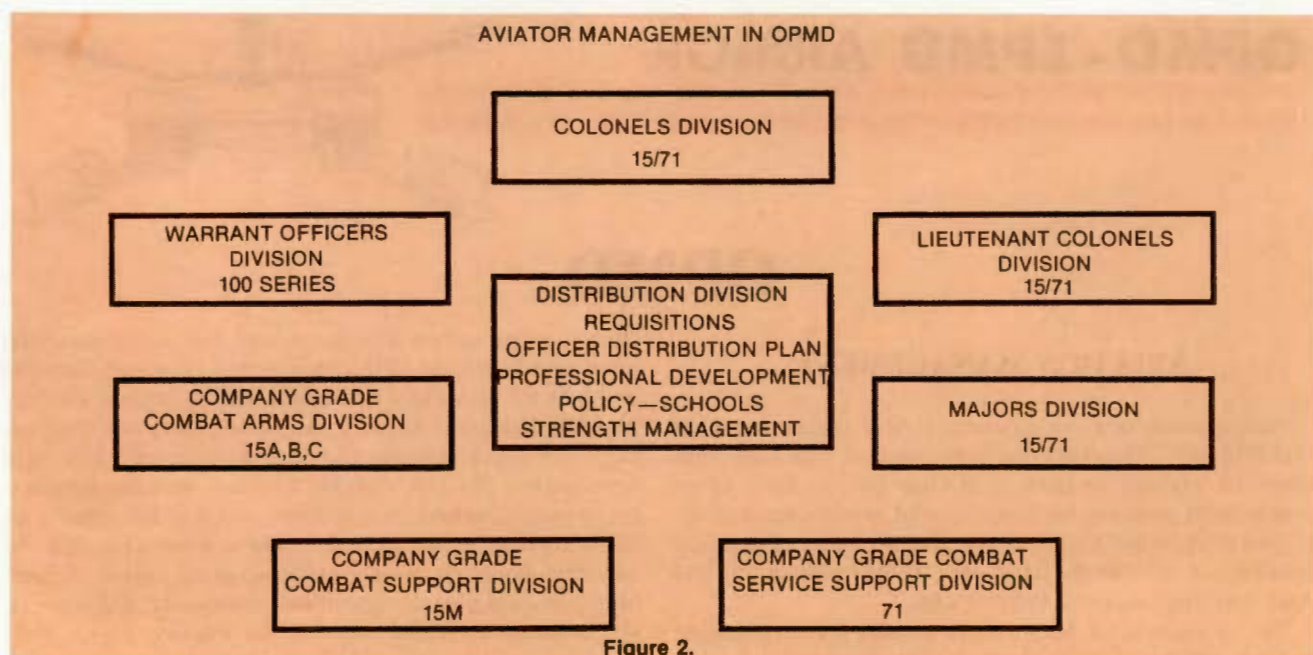 AVIATOR MANAGEMENT IN OPMD
COLONELS DIVISION
15/71
WARRANT OFFICERS
DIVISION
100 SERIES
LIEUTENANT COLONELS
DIVISION
15/71
DISTRIBUTION DIVISION
REQUISITIONS
OFFICER DISTRIBUTION PLAN
PROFESSIONAL DEVELOPMENT
POLICY—SCHOOLS
STRENGTH MANAGEMENT
COMPANY GRADE
COMBAT ARMS DIVISION
15A,B,C
MAJORS DIVISION
15/71
COMPANY GRADE
COMBAT SUPPORT DIVISION
15M
COMPANY GRADE COMBAT
SERVICE SUPPORT DIVISION
71
Figure 2.